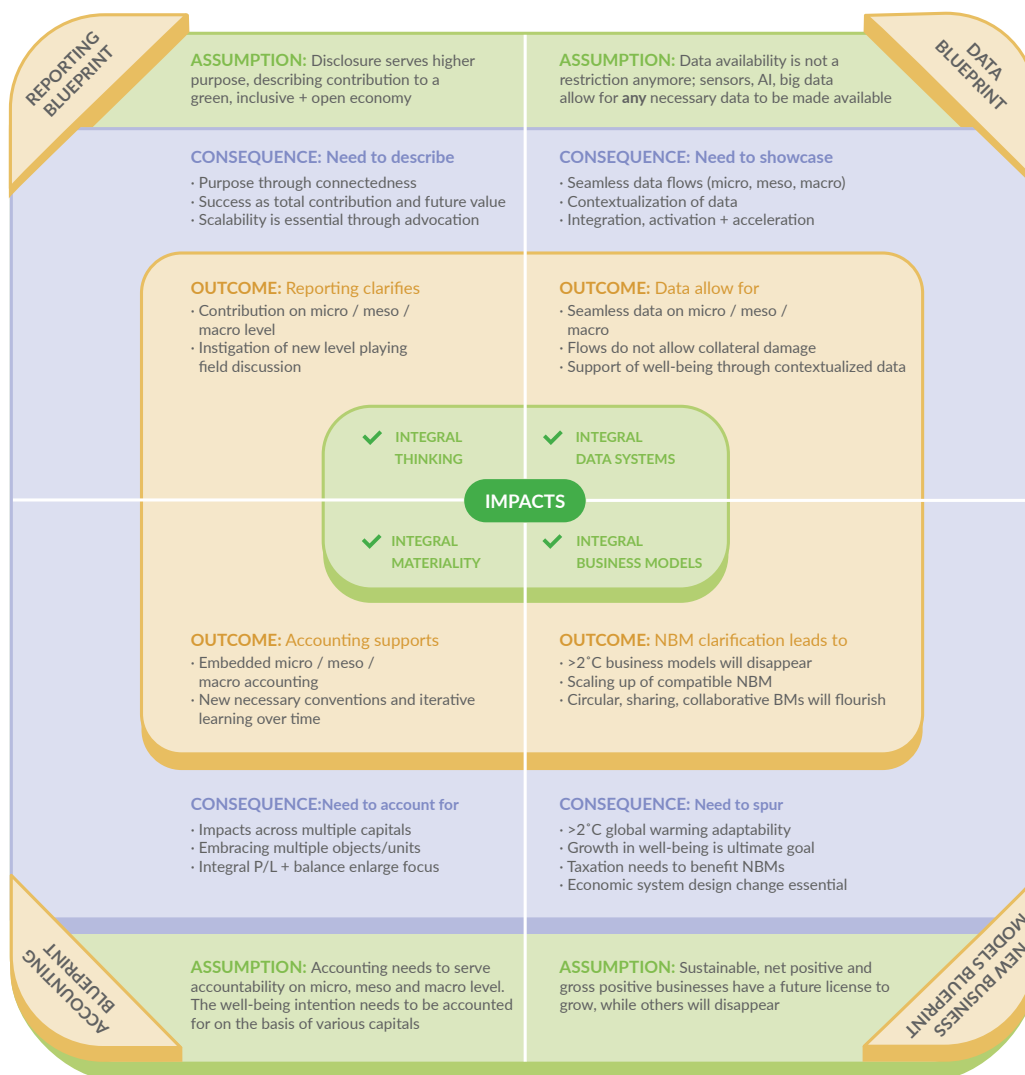 REPORTING
BLUEPRINT
ASSUMPTION: Disclosure serves higher
purpose, describing contribution to a
green, inclusive + open economy
CONSEQUENCE: Need to describe
· Purpose through connectedness
· Success as total contribution and future value
· Scalability is essential through advocation
OUTCOME: Reporting clarifies
· Contribution on micro / meso /
macro level
· Instigation of new level playing
field discussion
DATA
BLUEPRINT
ASSUMPTION: Data availability is not a
restriction anymore; sensors, AI, big data
allow for any necessary data to be made available
CONSEQUENCE: Need to showcase
· Seamless data flows (micro, meso, macro)
· Contextualization of data
· Integration, activation + acceleration
OUTCOME: Data allow for
· Seamless data on micro / meso /
macro
· Flows do not allow collateral damage
· Support of well-being through contextualized data
INTEGRAL
THINKING
INTEGRAL
DATA SYSTEMS
IMPACTS
INTEGRAL
MATERIALITY
INTEGRAL
BUSINESS MODELS
OUTCOME: Accounting supports
· Embedded micro / meso /
macro accounting
· New necessary conventions and iterative
learning over time
CONSEQUENCE:Need to account for
· Impacts across multiple capitals
· Embracing multiple objects/units
· Integral P/L + balance enlarge focus
ASSUMPTION: Accounting needs to serve
accountability on micro, meso and macro level.
The well-being intention needs to be accounted
for on the basis of various capitals
ACCOUNTING
BLUEPRINT
OUTCOME: NBM clarification leads to
· >2˚C business models will disappear
· Scaling up of compatible NBM
· Circular, sharing, collaborative BMs will flourish
CONSEQUENCE: Need to spur
· >2˚C global warming adaptability
· Growth in well-being is ultimate goal
· Taxation needs to benefit NBMs
· Economic system design change essential
ASSUMPTION: Sustainable, net positive and
gross positive businesses have a future license to
grow, while others will disappear
NEW BUSINESS
MODELS BLUEPRINT